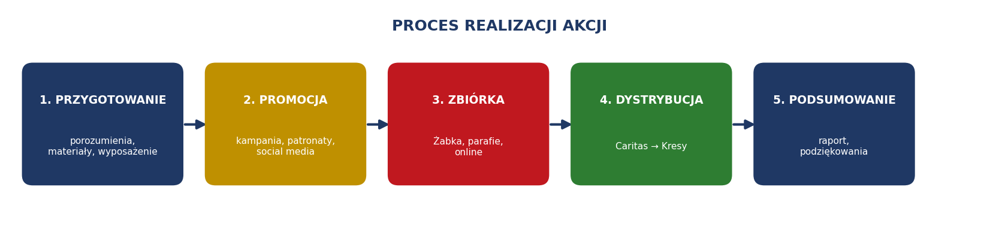 PROCES REALIZACJI AKCJI
1. PRZYGOTOWANIE
porozumienia,
materiały, wyposażenie
2. PROMOCJA
kampania, patronaty,
social media
3. ZBIÓRKA
Żabka, parafie,
online
4. DYSTRYBUCJA
Caritas → Kresy
5. PODSUMOWANIE
raport,
podziękowania